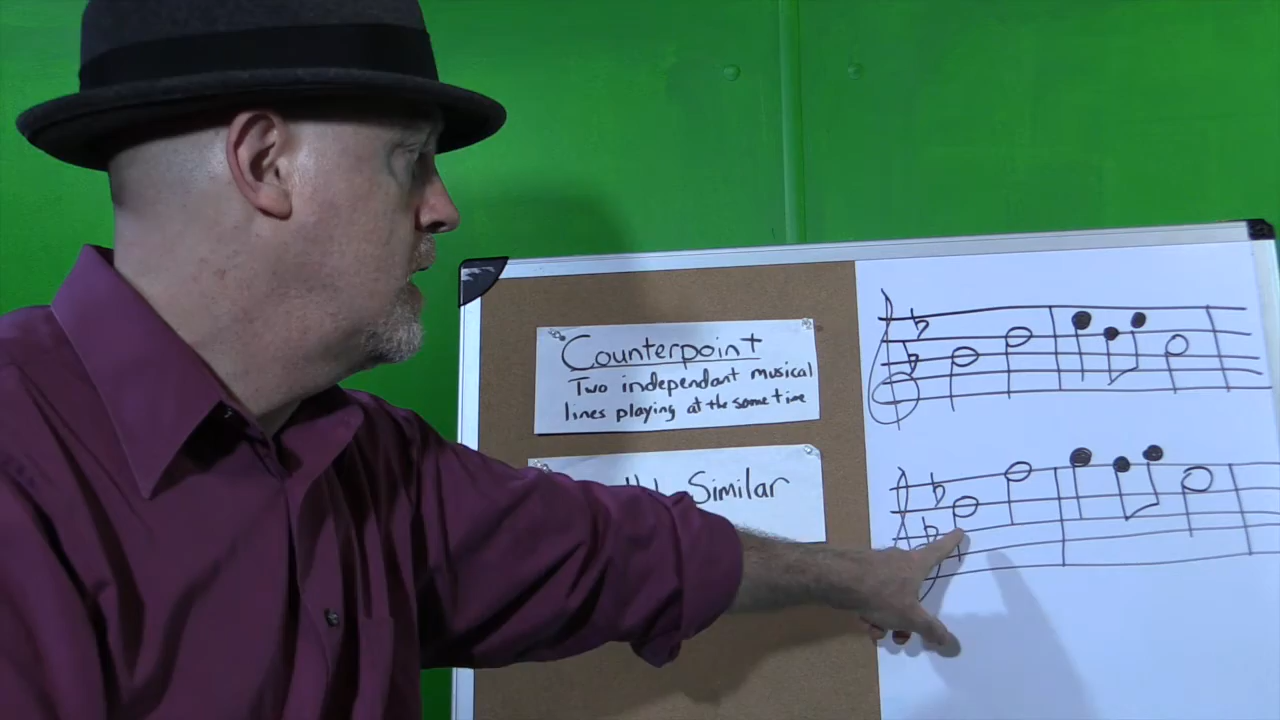 Counterpoint
Two independant musical
lines playing at the same time
Similar